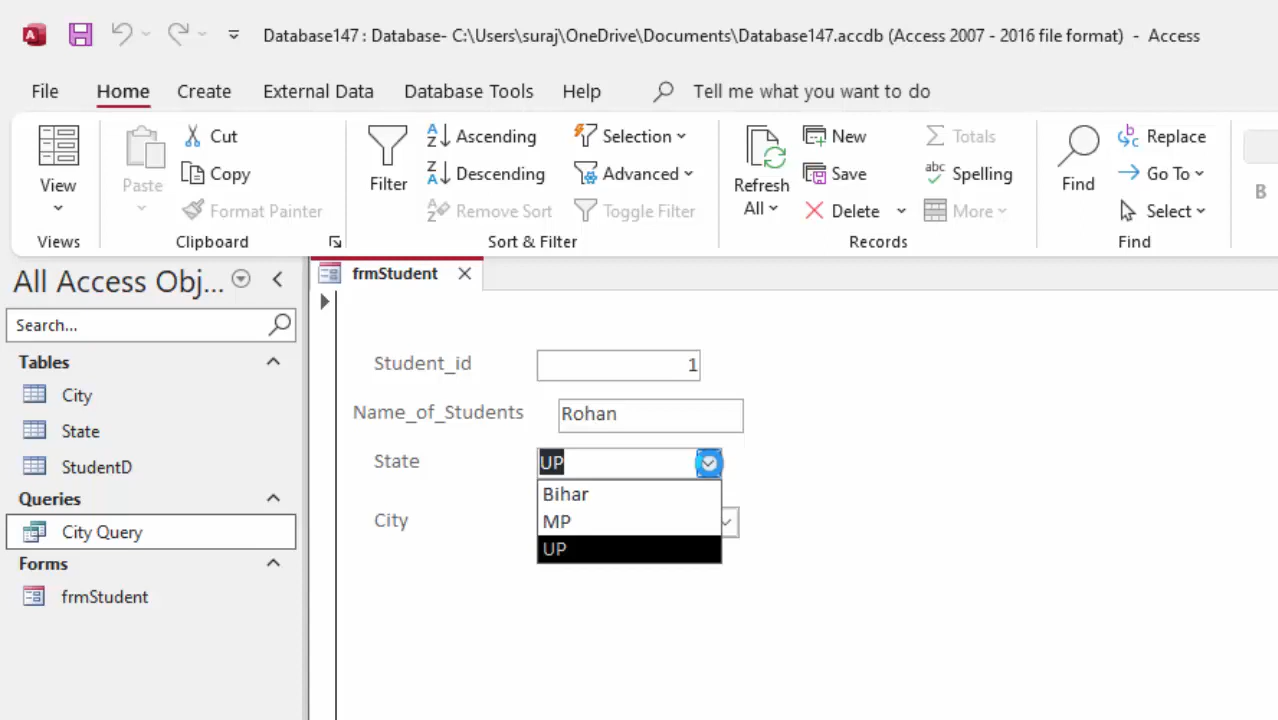 Database147 : Database- C:\Users\suraj\OneDrive\Documents\Database147.accdb (Access 2007 - 2016 file format) - Access
File Home Create External Data Database Tools Help Tell me what you want to do
View
Views
Paste
Cut
Copy
Format Painter
Clipboard
Filter
Ascending
Descending
Remove Sort
Selection
Advanced
Toggle Filter
Sort & Filter
Refresh
All
New
Save
Delete
Totals
Spelling
More
Records
Find
Replace
Go To
Select
Find
B
All Access Obj...
Search...
Tables
City
State
StudentD
Queries
City Query
Forms
frmStudent
frmStudent
Student_id 1
Name_of_Students Rohan
State UP
Bihar
MP
UP
City